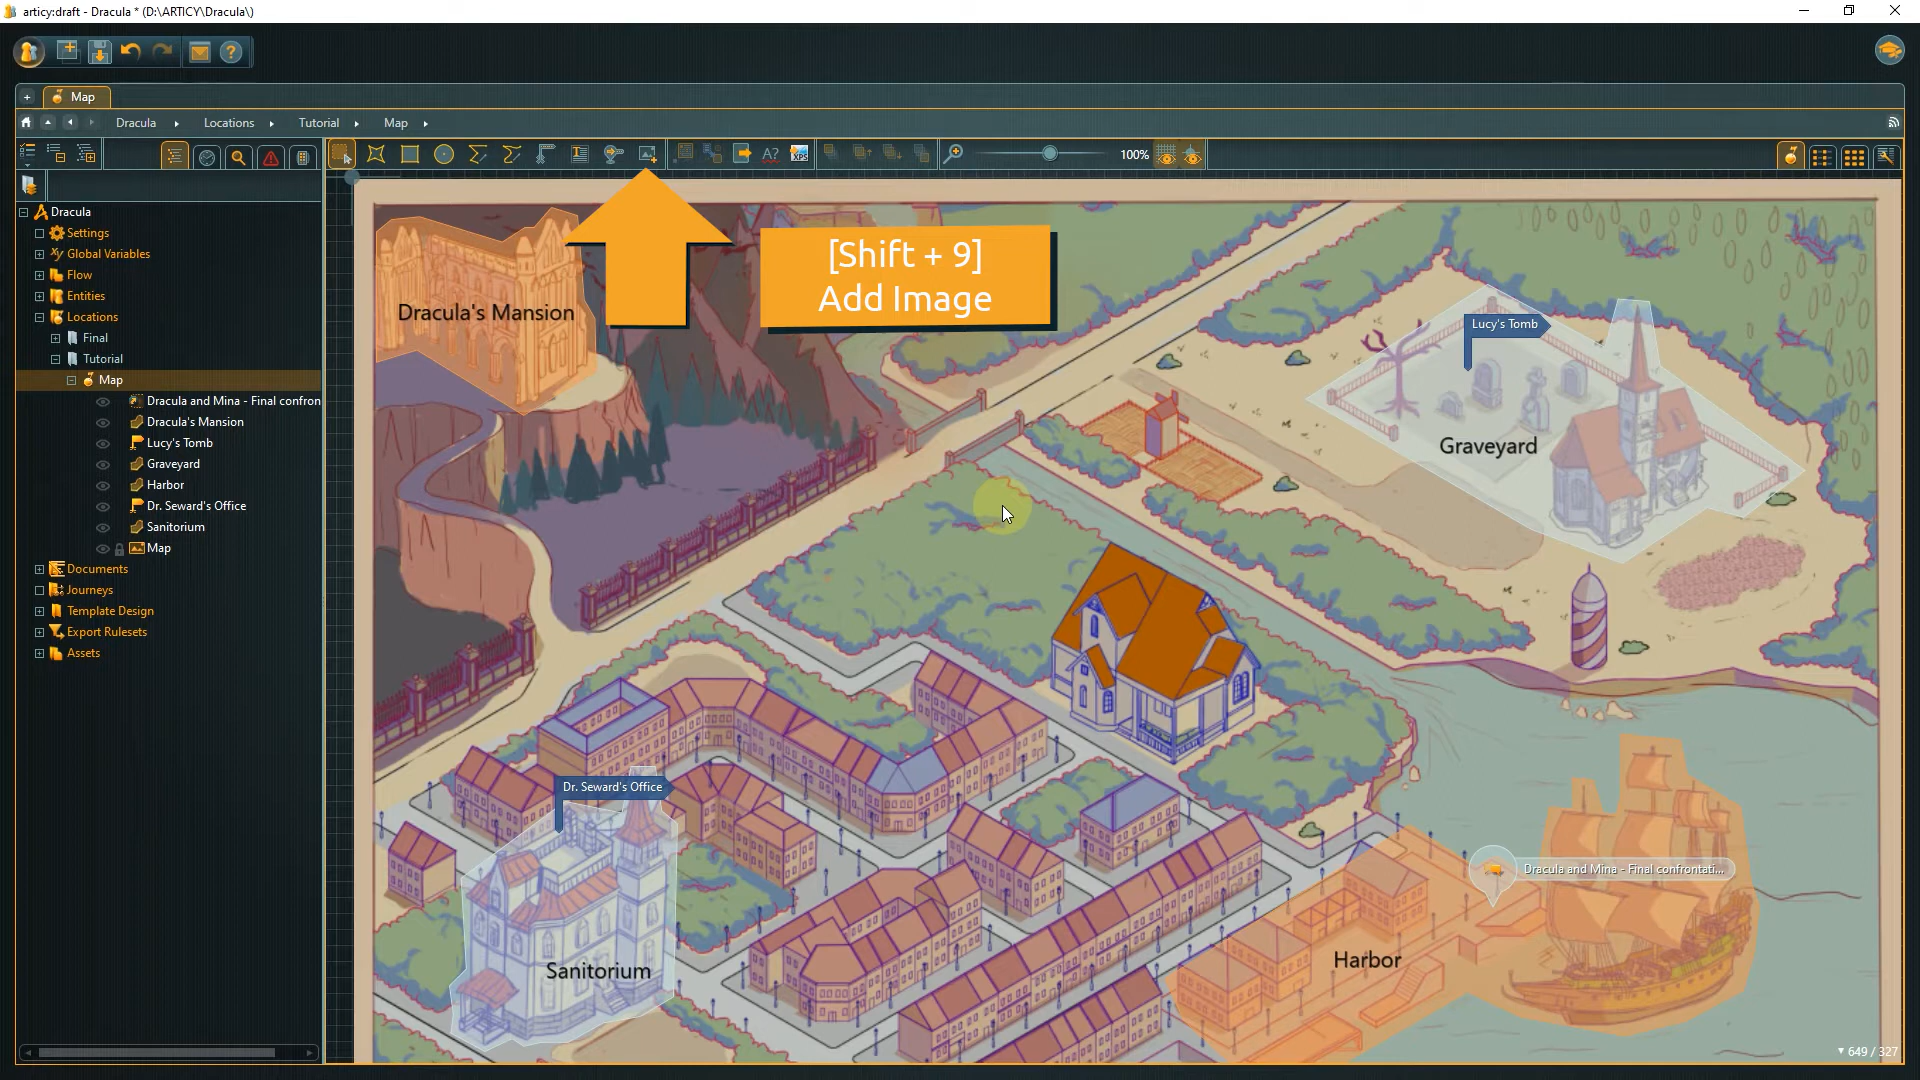 articy:draft - Dracula * (D:\ARTICY\Dracula\)
Map
Dracula
Locations
Tutorial
Map
100%
Dracula
Settings
Global Variables
Flow
Entities
Locations
Final
Tutorial
Map
Dracula and Mina - Final confron
Dracula's Mansion
Lucy's Tomb
Graveyard
Harbor
Dr. Seward's Office
Sanitorium
Map
Documents
Journeys
Template Design
Export Rulesets
Assets
[Shift + 9]
Add Image
Dracula's Mansion
Lucy's Tomb
Graveyard
Dr. Seward's Office
Sanitorium
Dracula and Mina - Final confrontati...
Harbor
649 / 327